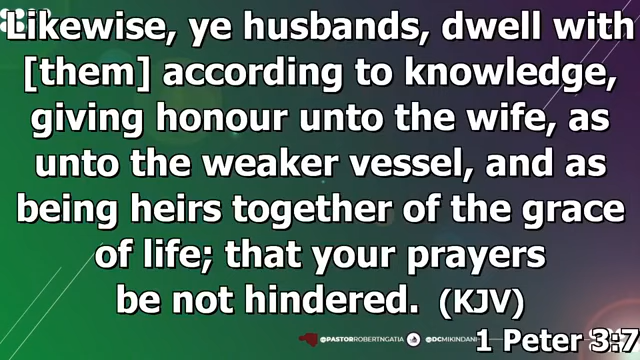 Likewise, ye husbands, dwell with
[them] according to knowledge,
giving honour unto the wife, as
unto the weaker vessel, and as
being heirs together of the grace
of life; that your prayers
be not hindered. (KJV)
@PASTORROBERTNGATIA @DCMIKINDANI
1 Peter 3:7